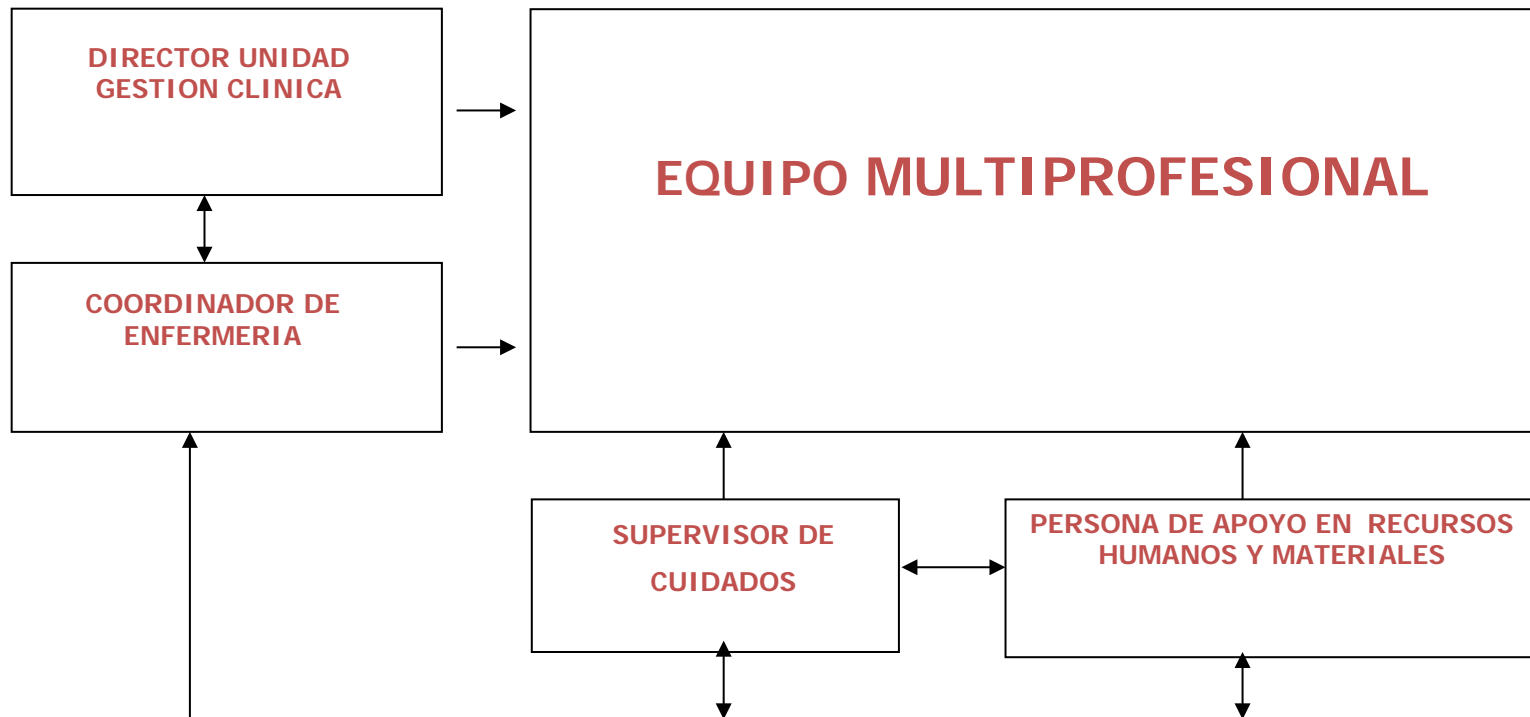 DIRECTOR UNIDAD
GESTION CLINICA
EQUIPO MULTIPROFESIONAL
COORDINADOR DE
ENFERMERIA
SUPERVISOR DE
CUIDADOS
PERSONA DE APOYO EN RECURSOS
HUMANOS Y MATERIALES